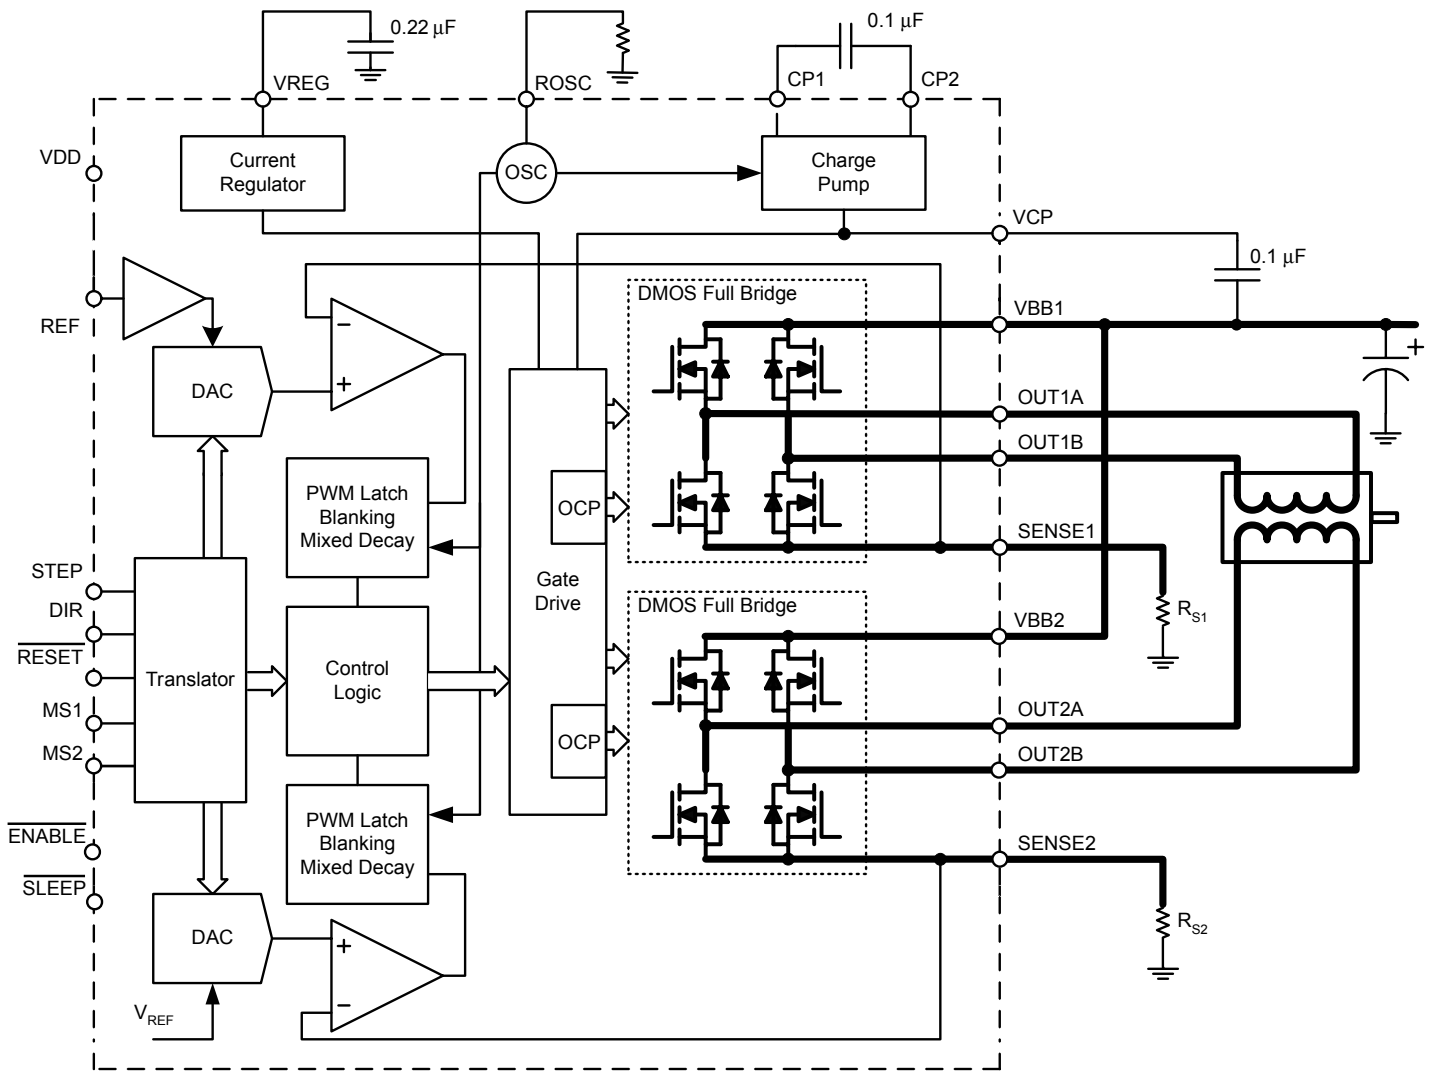 0.22 μF
0.1 μF
VREG
ROSC
CP1
CP2
VDD
Current
Regulator
OSC
Charge
Pump
VCP
0.1 μF
REF
DMOS Full Bridge
VBB1
−
+
+
DAC
OUT1A
OUT1B
PWM Latch
Blanking
Mixed Decay
OCP
SENSE1
STEP
DIR
RESET
MS1
MS2
Translator
Control
Logic
Gate
Drive
DMOS Full Bridge
RS1
VBB2
OUT2A
OUT2B
OCP
ENABLE
SLEEP
PWM Latch
Blanking
Mixed Decay
SENSE2
RS2
DAC
+
−
VREF